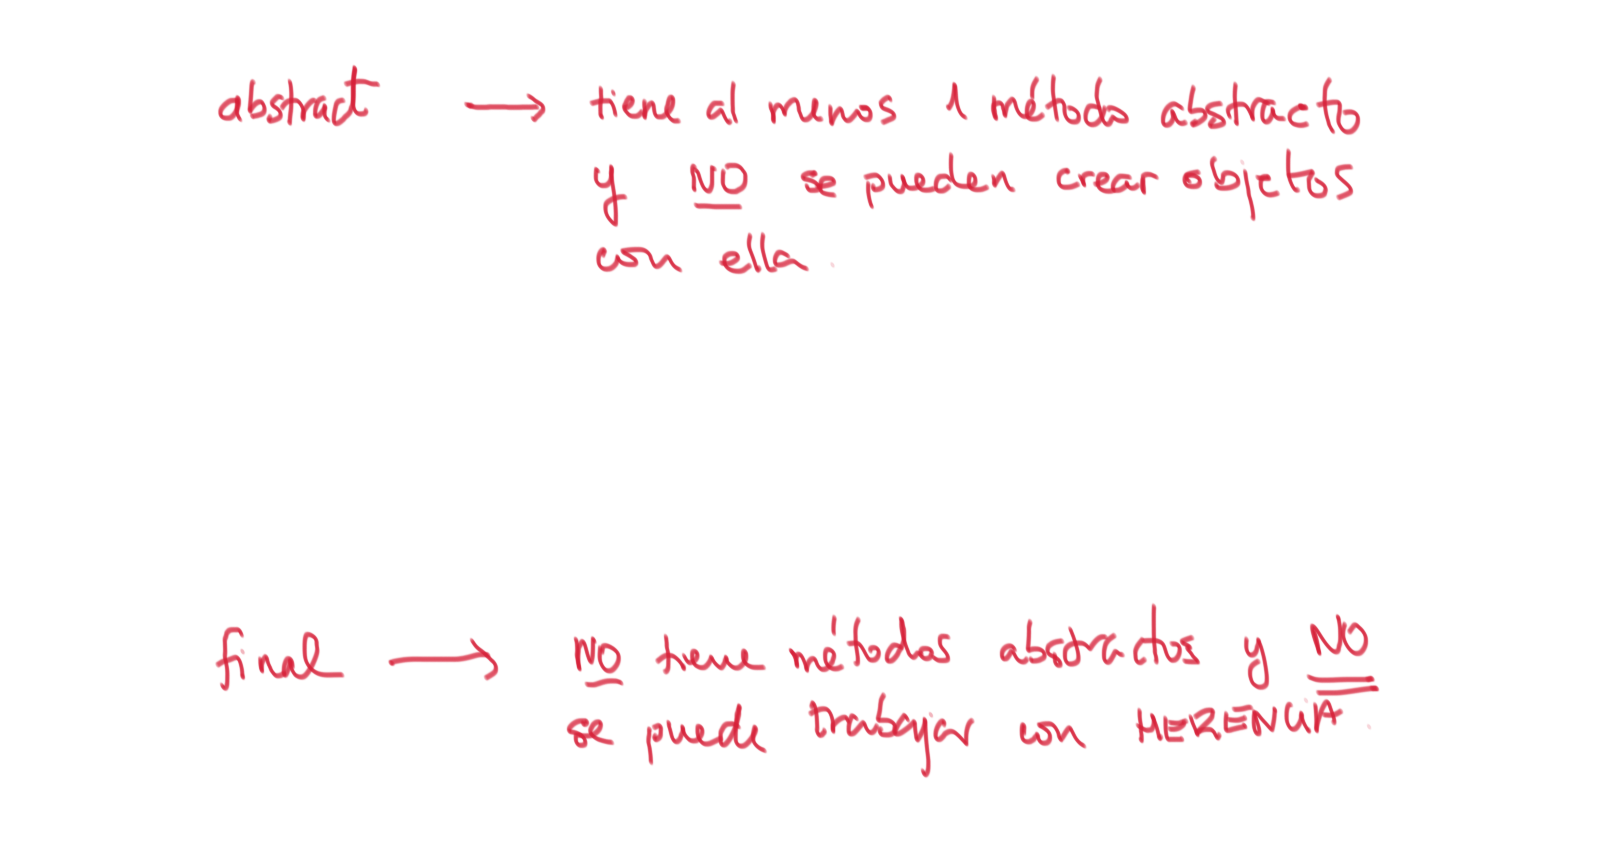 abstract → tiene al menos 1 método abstracto
y NO se pueden crear objetos
con ella.
final → NO tiene métodos abstractos y NO
se puede trabajar con HERENCIA.